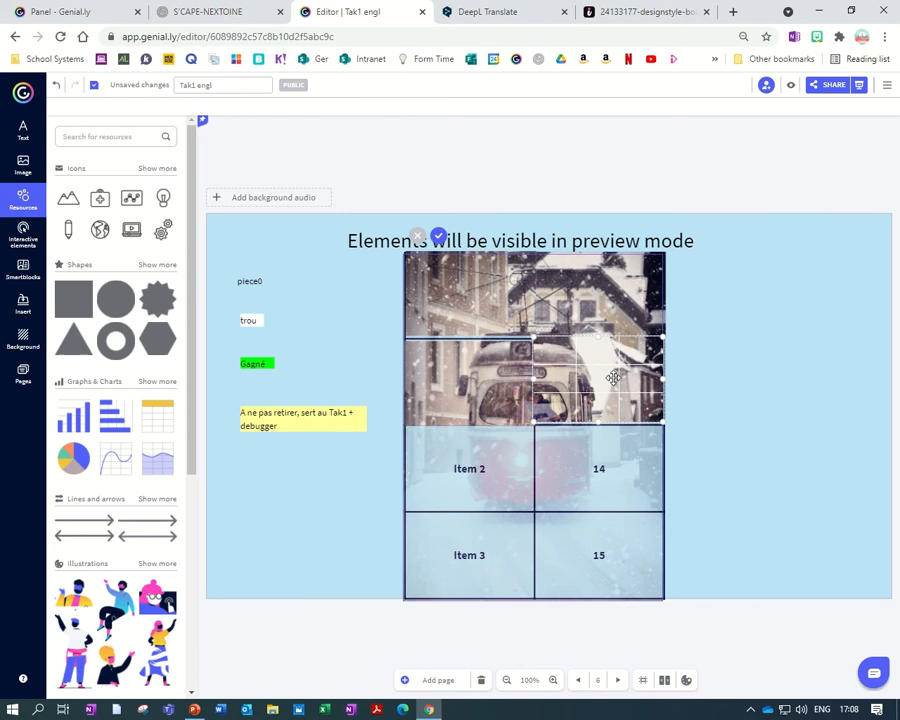 Panel - Genial.ly
S'CAPE-NEXTOINE
Editor | Tak1 engl
DeepL Translate
24133177-designstyle-bo
app.genial.ly/editor/6089892c57c8b10d2f5abc9c
School Systems
Ger
Intranet
Form Time
Other bookmarks
Reading list
Unsaved changes
Tak1 engl
PUBLIC
SHARE
Text
Image
Resources
Interactive
elements
Smartblocks
Insert
Background
Pages
Search for resources
Icons
Show more
Shapes
Show more
Graphs & Charts
Show more
Lines and arrows
Show more
Illustrations
Show more
Add background audio
Elements will be visible in preview mode
piece0
trou
Gagné
A ne pas retirer, sert au Tak1 +
debugger
Item 2
14
Item 3
15
Add page
100%
6
ENG
17:08